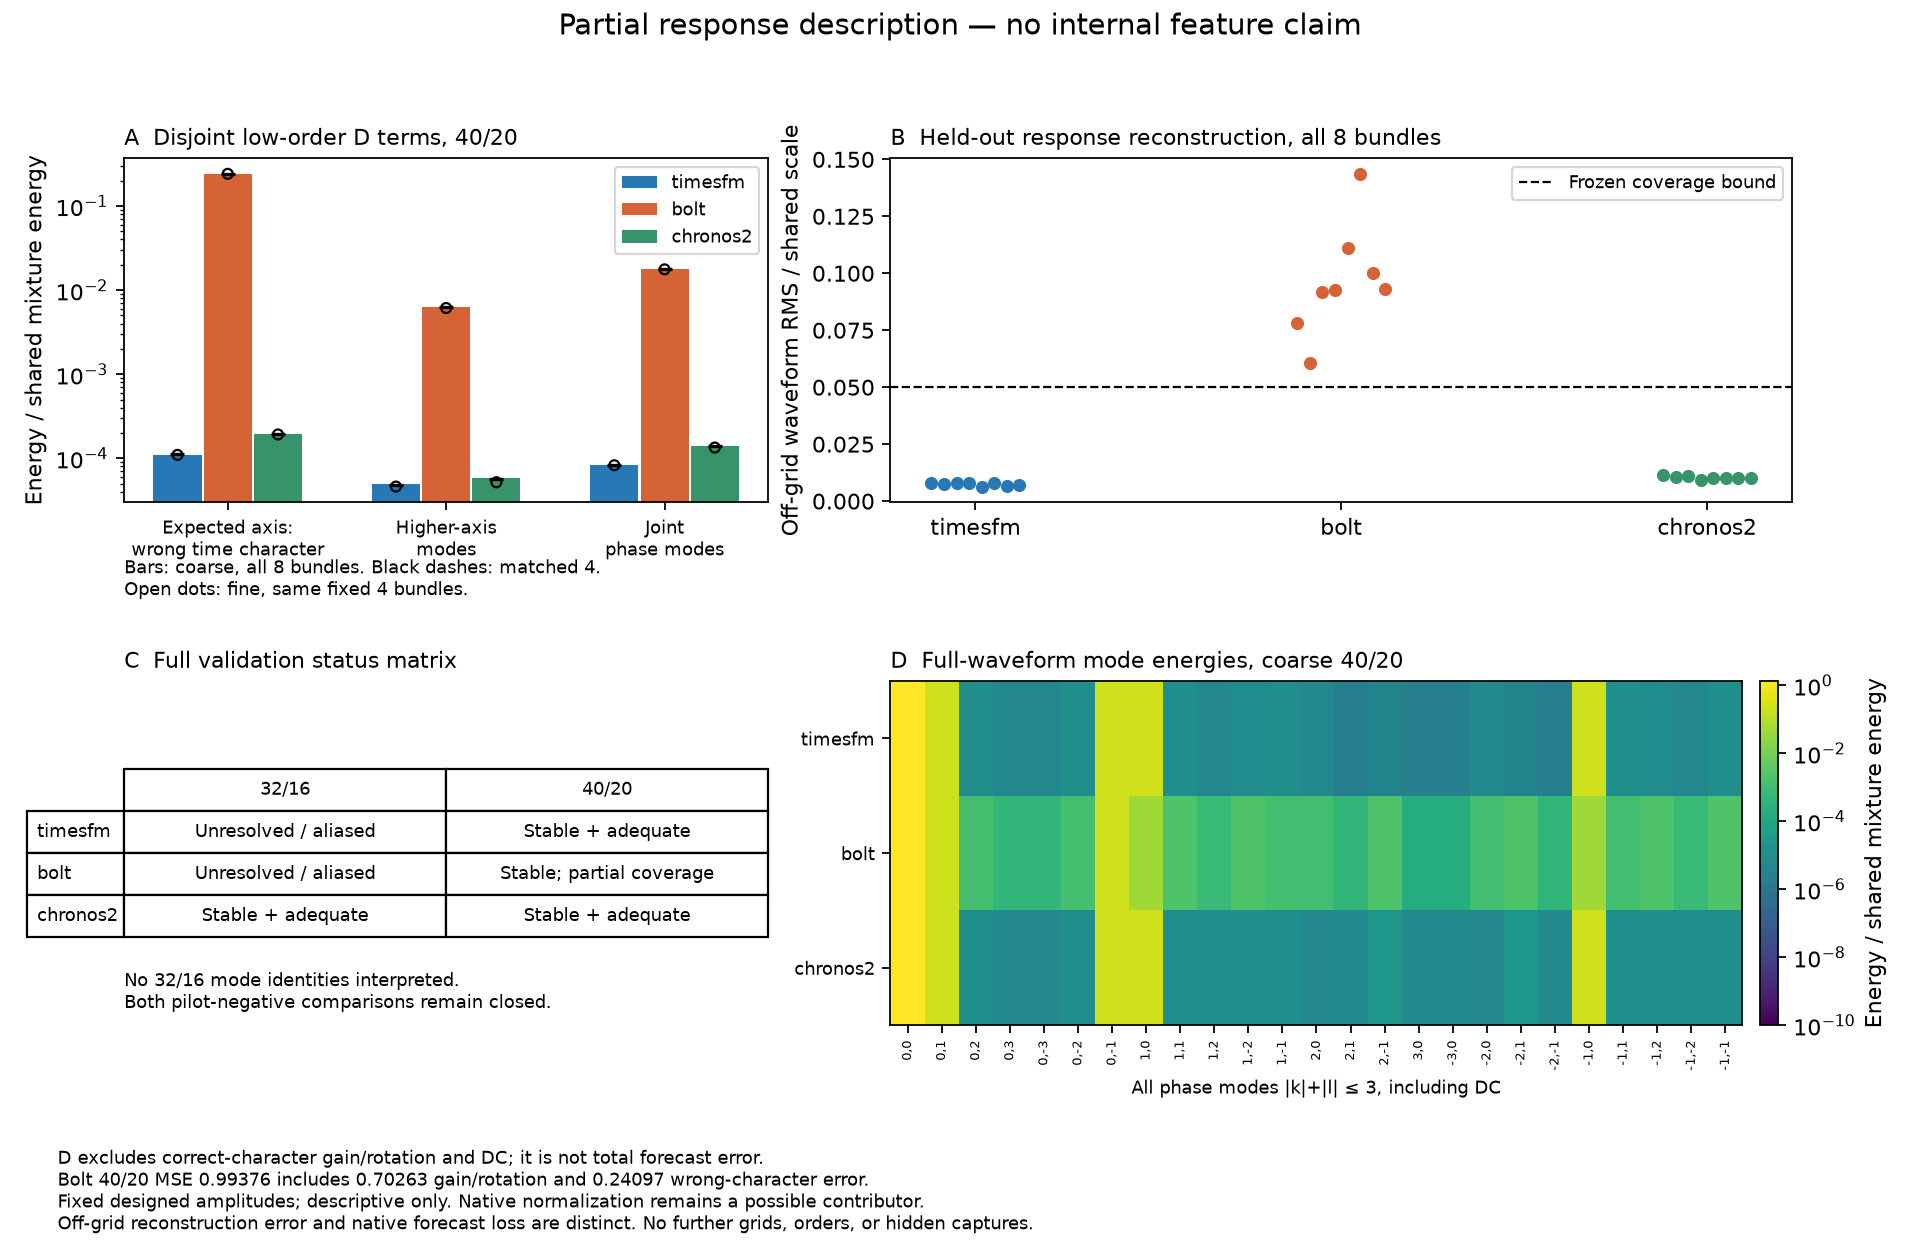 Partial response description — no internal feature claim
A  Disjoint low-order D terms, 40/20
Energy / shared mixture energy
10⁻¹
10⁻²
10⁻³
10⁻⁴
timesfm
bolt
chronos2
Expected axis:
wrong time character
Higher-axis
modes
Joint
phase modes
Bars: coarse, all 8 bundles. Black dashes: matched 4.
Open dots: fine, same fixed 4 bundles.
B  Held-out response reconstruction, all 8 bundles
Off-grid waveform RMS / shared scale
0.150
0.125
0.100
0.075
0.050
0.025
0.000
Frozen coverage bound
timesfm
bolt
chronos2
C  Full validation status matrix
32/16 40/20
timesfm Unresolved / aliased Stable + adequate
bolt Unresolved / aliased Stable; partial coverage
chronos2 Stable + adequate Stable + adequate
No 32/16 mode identities interpreted.
Both pilot-negative comparisons remain closed.
D  Full-waveform mode energies, coarse 40/20
timesfm
bolt
chronos2
0,0 0,1 0,2 0,3 0,-3 0,-2 0,-1 1,0 1,1 1,2 1,-2 1,-1 2,0 2,1 2,-1 3,0 -3,0 -2,0 -2,1 -2,-1 -1,0 -1,1 -1,2 -1,-2 -1,-1
All phase modes |k|+|l| ≤ 3, including DC
10⁰
10⁻²
10⁻⁴
10⁻⁶
10⁻⁸
10⁻¹⁰
Energy / shared mixture energy
D excludes correct-character gain/rotation and DC; it is not total forecast error.
Bolt 40/20 MSE 0.99376 includes 0.70263 gain/rotation and 0.24097 wrong-character error.
Fixed designed amplitudes; descriptive only. Native normalization remains a possible contributor.
Off-grid reconstruction error and native forecast loss are distinct. No further grids, orders, or hidden captures.